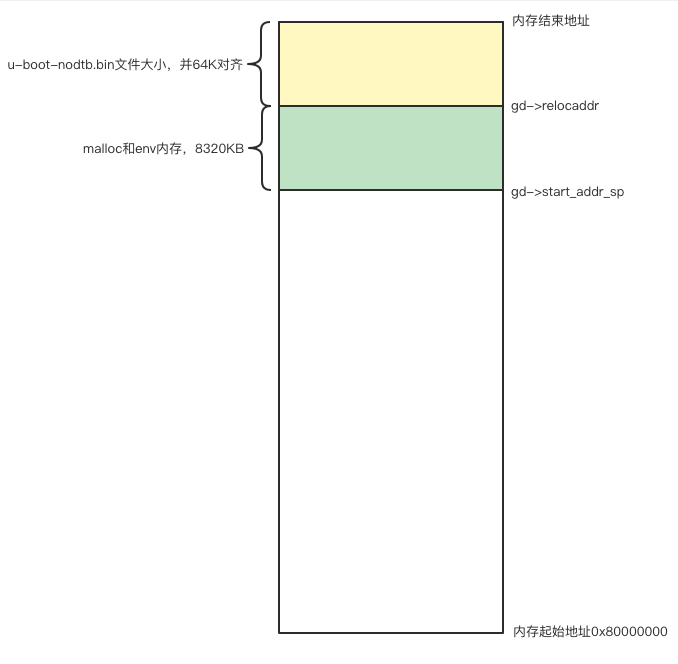 内存结束地址
u-boot-nodtb.bin文件大小，并64K对齐
gd->relocaddr
malloc和env内存，8320KB
gd->start_addr_sp
内存起始地址0x80000000